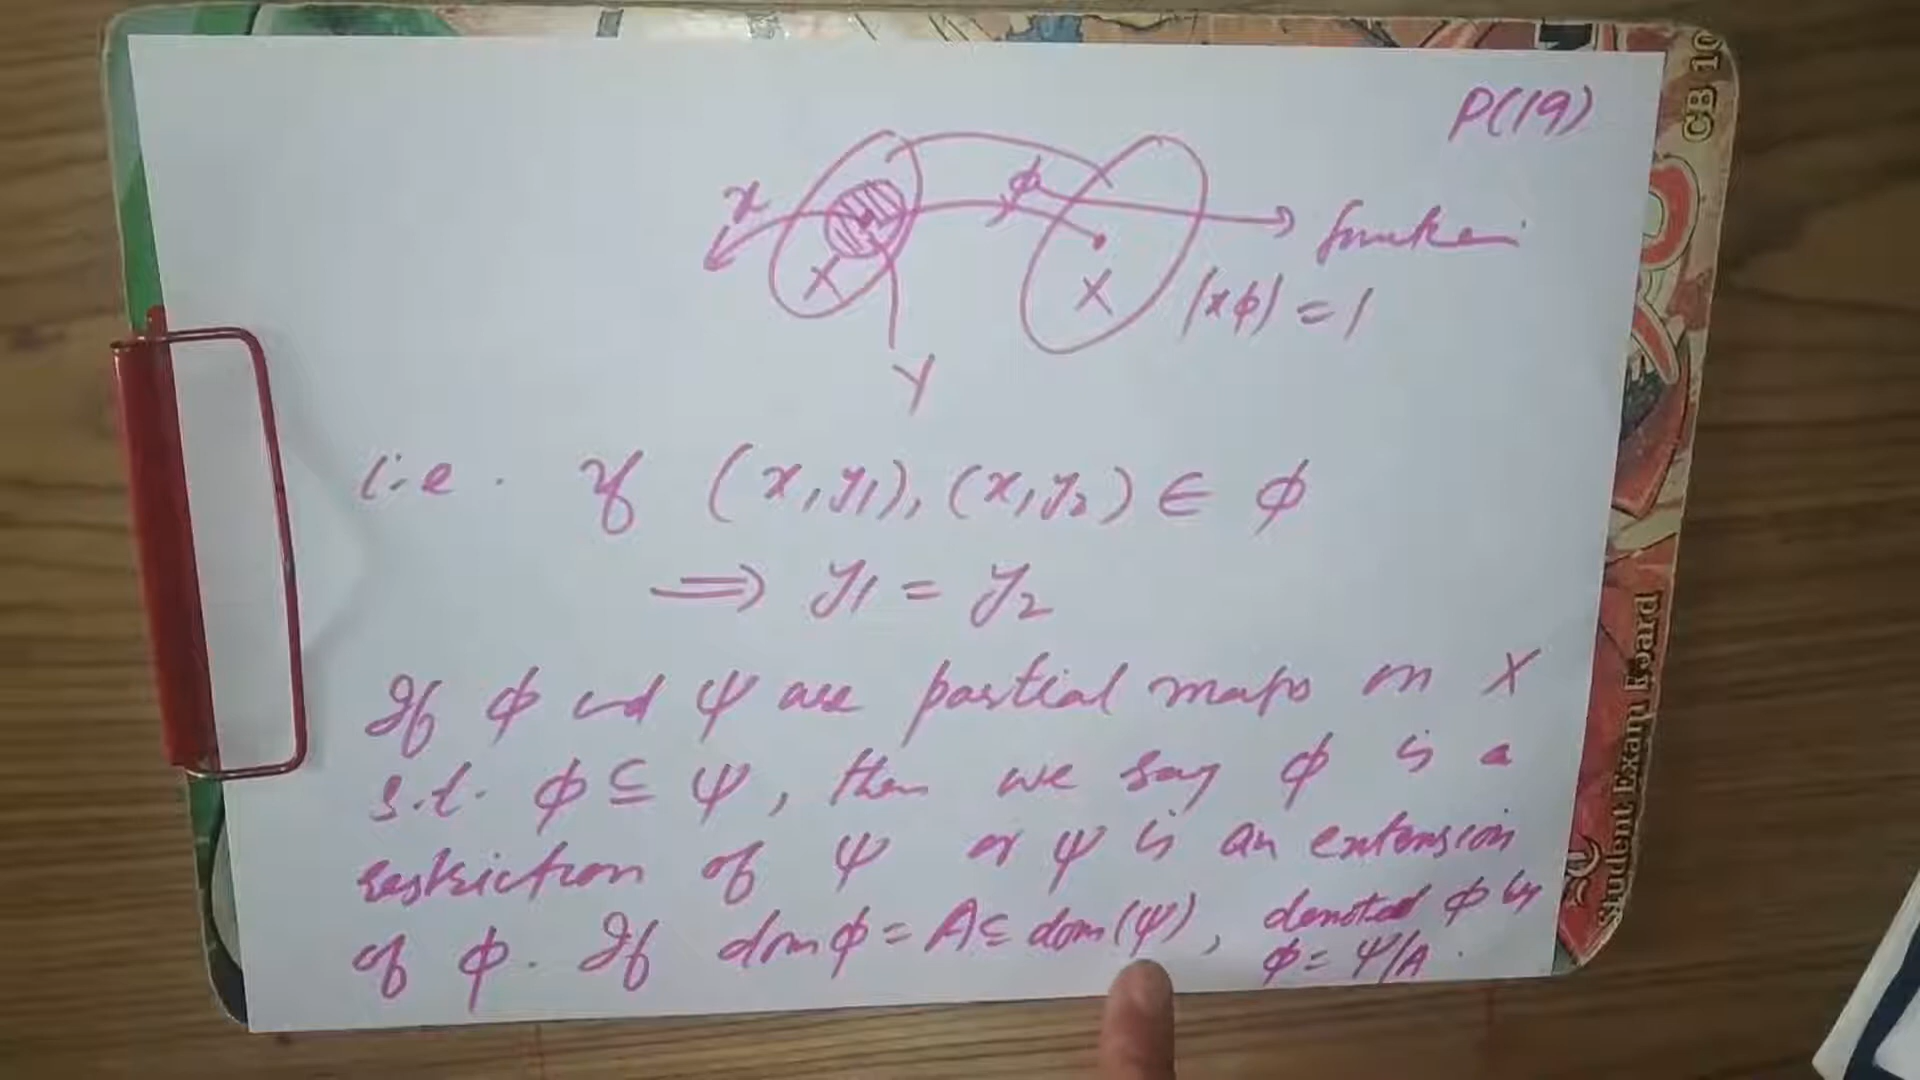 P(19)
x
ϕ
function
X
X
|xϕ| = 1
Y
i.e. If (x, y₁), (x, y₂) ∈ ϕ
⟹ y₁ = y₂
If ϕ and ψ are partial maps on X
s.t. ϕ ⊆ ψ, then we say ϕ is a
restriction of ψ or ψ is an extension
of ϕ. If dom ϕ = A ⊆ dom(ψ), denoted ϕ by
ϕ = ψ/A.
CB 10
Student Exam Board